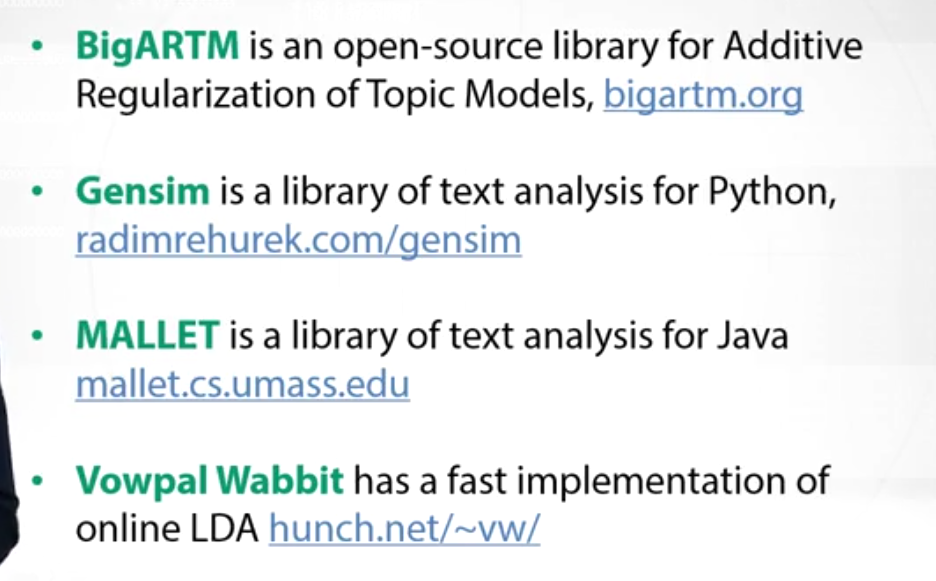 • BigARTM is an open-source library for Additive
Regularization of Topic Models, bigartm.org
• Gensim is a library of text analysis for Python,
radimrehurek.com/gensim
• MALLET is a library of text analysis for Java
mallet.cs.umass.edu
• Vowpal Wabbit has a fast implementation of
online LDA hunch.net/~vw/